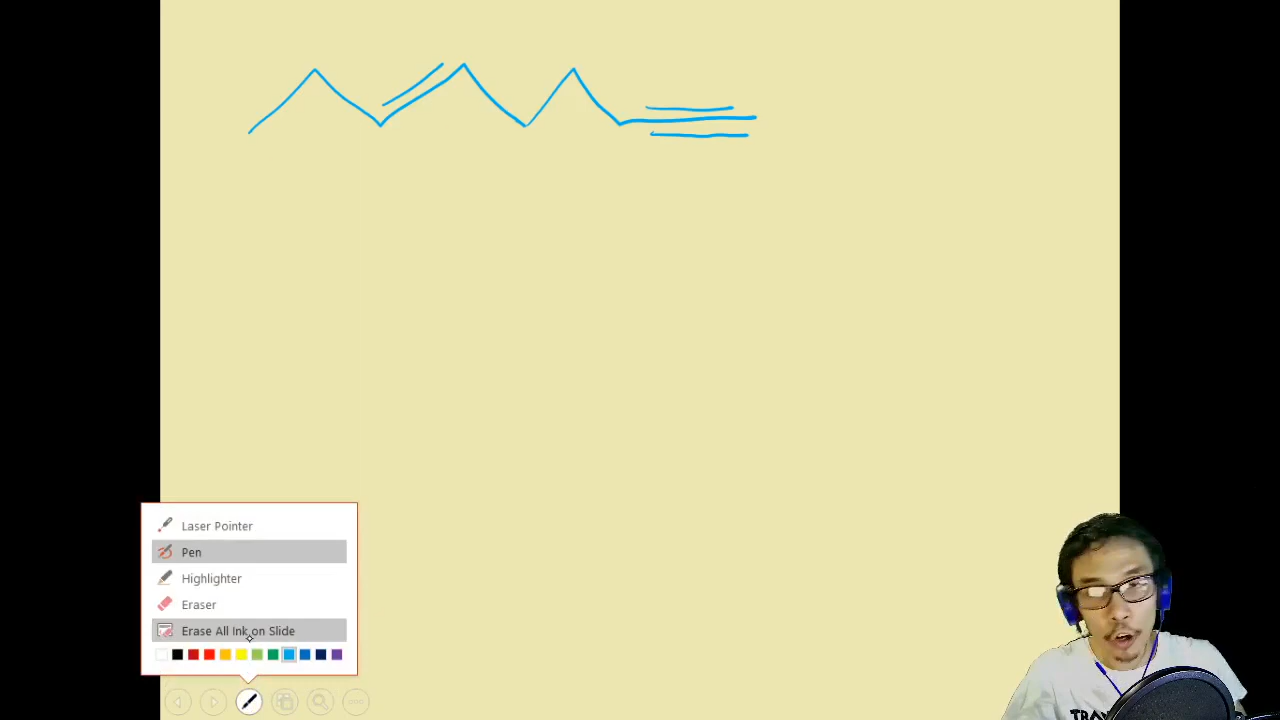 Laser Pointer
Pen
Highlighter
Eraser
Erase All Ink on Slide